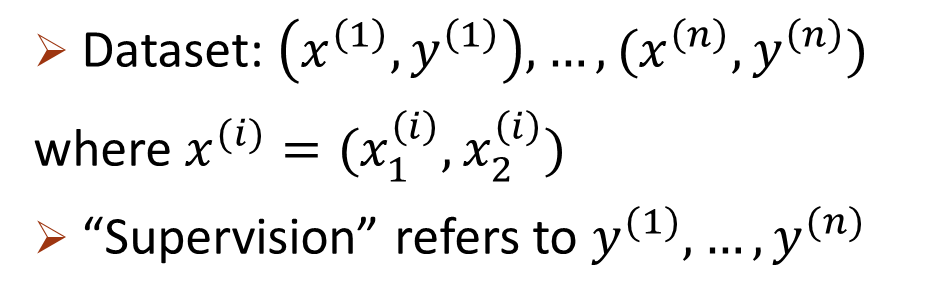 ➢ Dataset: (x^(1), y^(1)), …, (x^(n), y^(n))
where x^(i) = (x_1^(i), x_2^(i))
➢ “Supervision” refers to y^(1), …, y^(n)